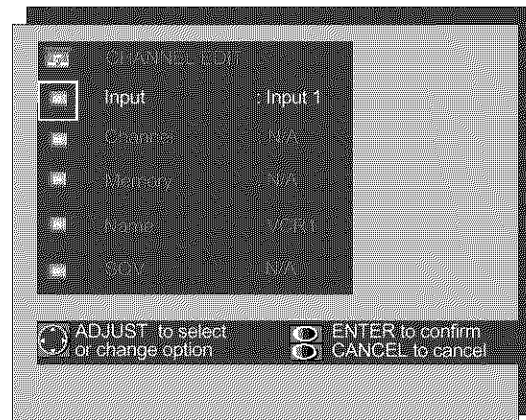 CHANNEL EDIT
Input : Input 1
Channel N/A
Memory N/A
Name VCR1
SQV N/A
ADJUST to select
or change option
ENTER to confirm
CANCEL to cancel